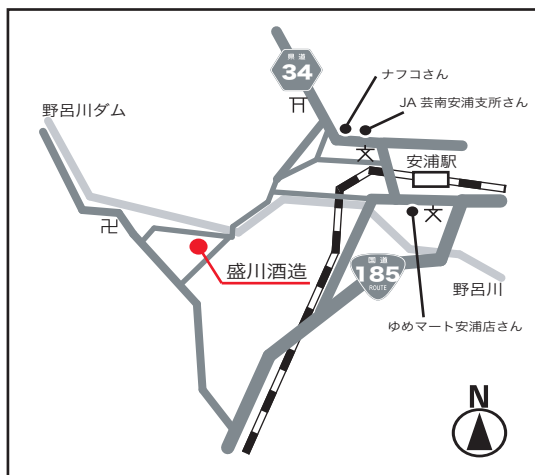 県道
34
ナフコさん
JA 芸南安浦支所さん
野呂川ダム
安浦駅
盛川酒造
国道
185
ROUTE
野呂川
ゆめマート安浦店さん
N